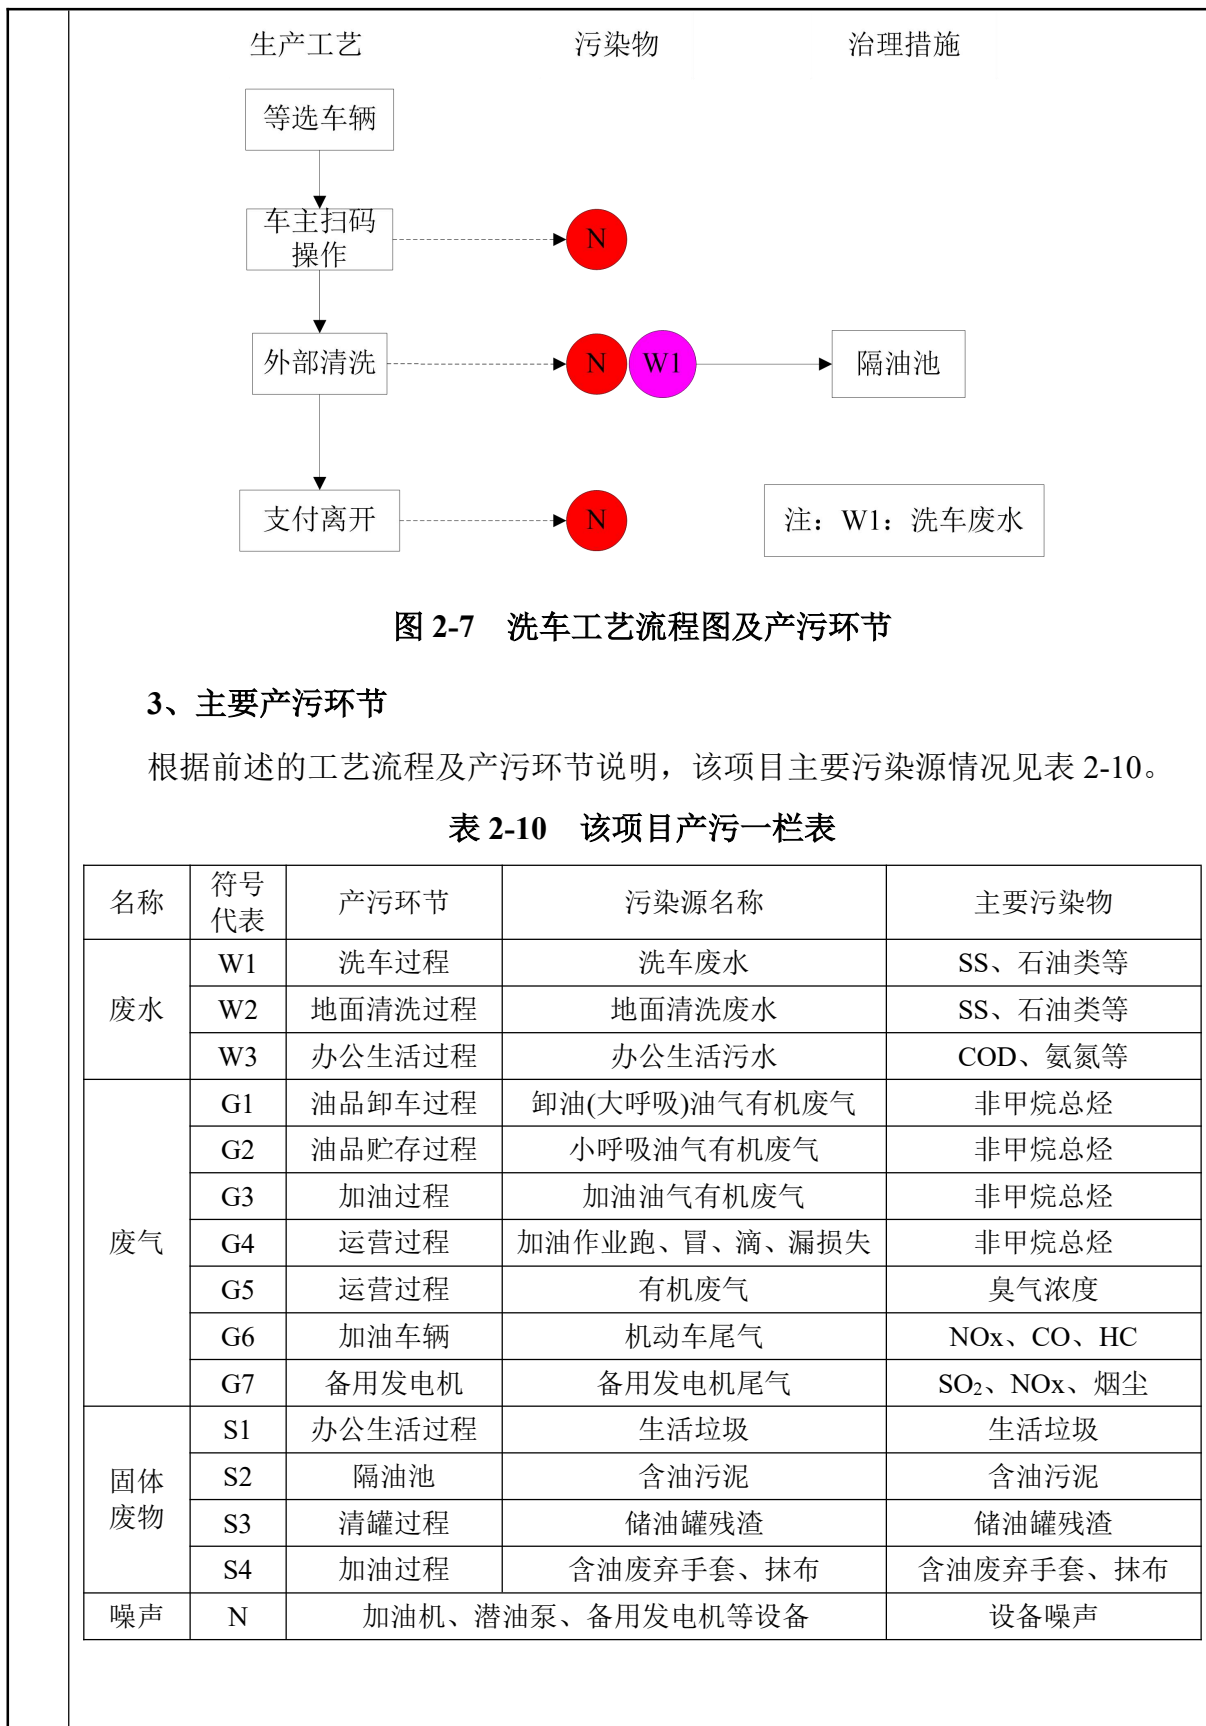 生产工艺 污染物 治理措施
等选车辆
车主扫码
操作
N
外部清洗 N W1 隔油池
支付离开 N 注：W1：洗车废水
图 2-7 洗车工艺流程图及产污环节
3、主要产污环节
根据前述的工艺流程及产污环节说明，该项目主要污染源情况见表 2-10。
表 2-10 该项目产污一栏表
名称 符号代表 产污环节 污染源名称 主要污染物
废水 W1 洗车过程 洗车废水 SS、石油类等
W2 地面清洗过程 地面清洗废水 SS、石油类等
W3 办公生活过程 办公生活污水 COD、氨氮等
废气 G1 油品卸车过程 卸油(大呼吸)油气有机废气 非甲烷总烃
G2 油品贮存过程 小呼吸油气有机废气 非甲烷总烃
G3 加油过程 加油油气有机废气 非甲烷总烃
G4 运营过程 加油作业跑、冒、滴、漏损失 非甲烷总烃
G5 运营过程 有机废气 臭气浓度
G6 加油车辆 机动车尾气 NOx、CO、HC
G7 备用发电机 备用发电机尾气 SO₂、NOx、烟尘
固体废物 S1 办公生活过程 生活垃圾 生活垃圾
S2 隔油池 含油污泥 含油污泥
S3 清罐过程 储油罐残渣 储油罐残渣
S4 加油过程 含油废弃手套、抹布 含油废弃手套、抹布
噪声 N 加油机、潜油泵、备用发电机等设备 设备噪声